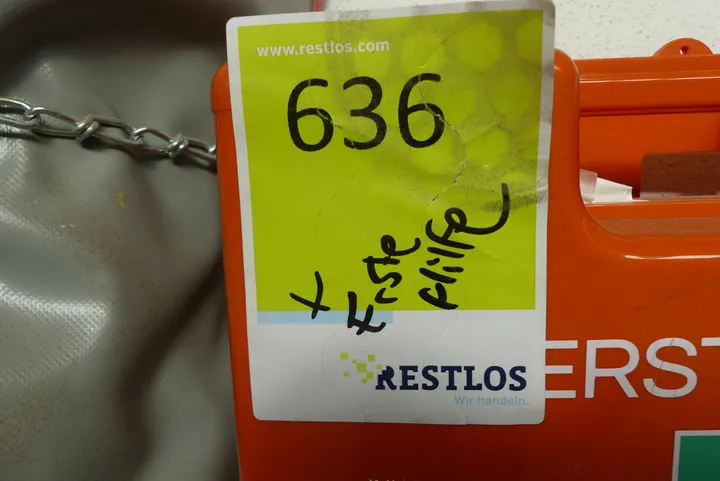 www.restlos.com
636
+ Erste Hilfe
RESTLOS
Wir handeln.
ERST